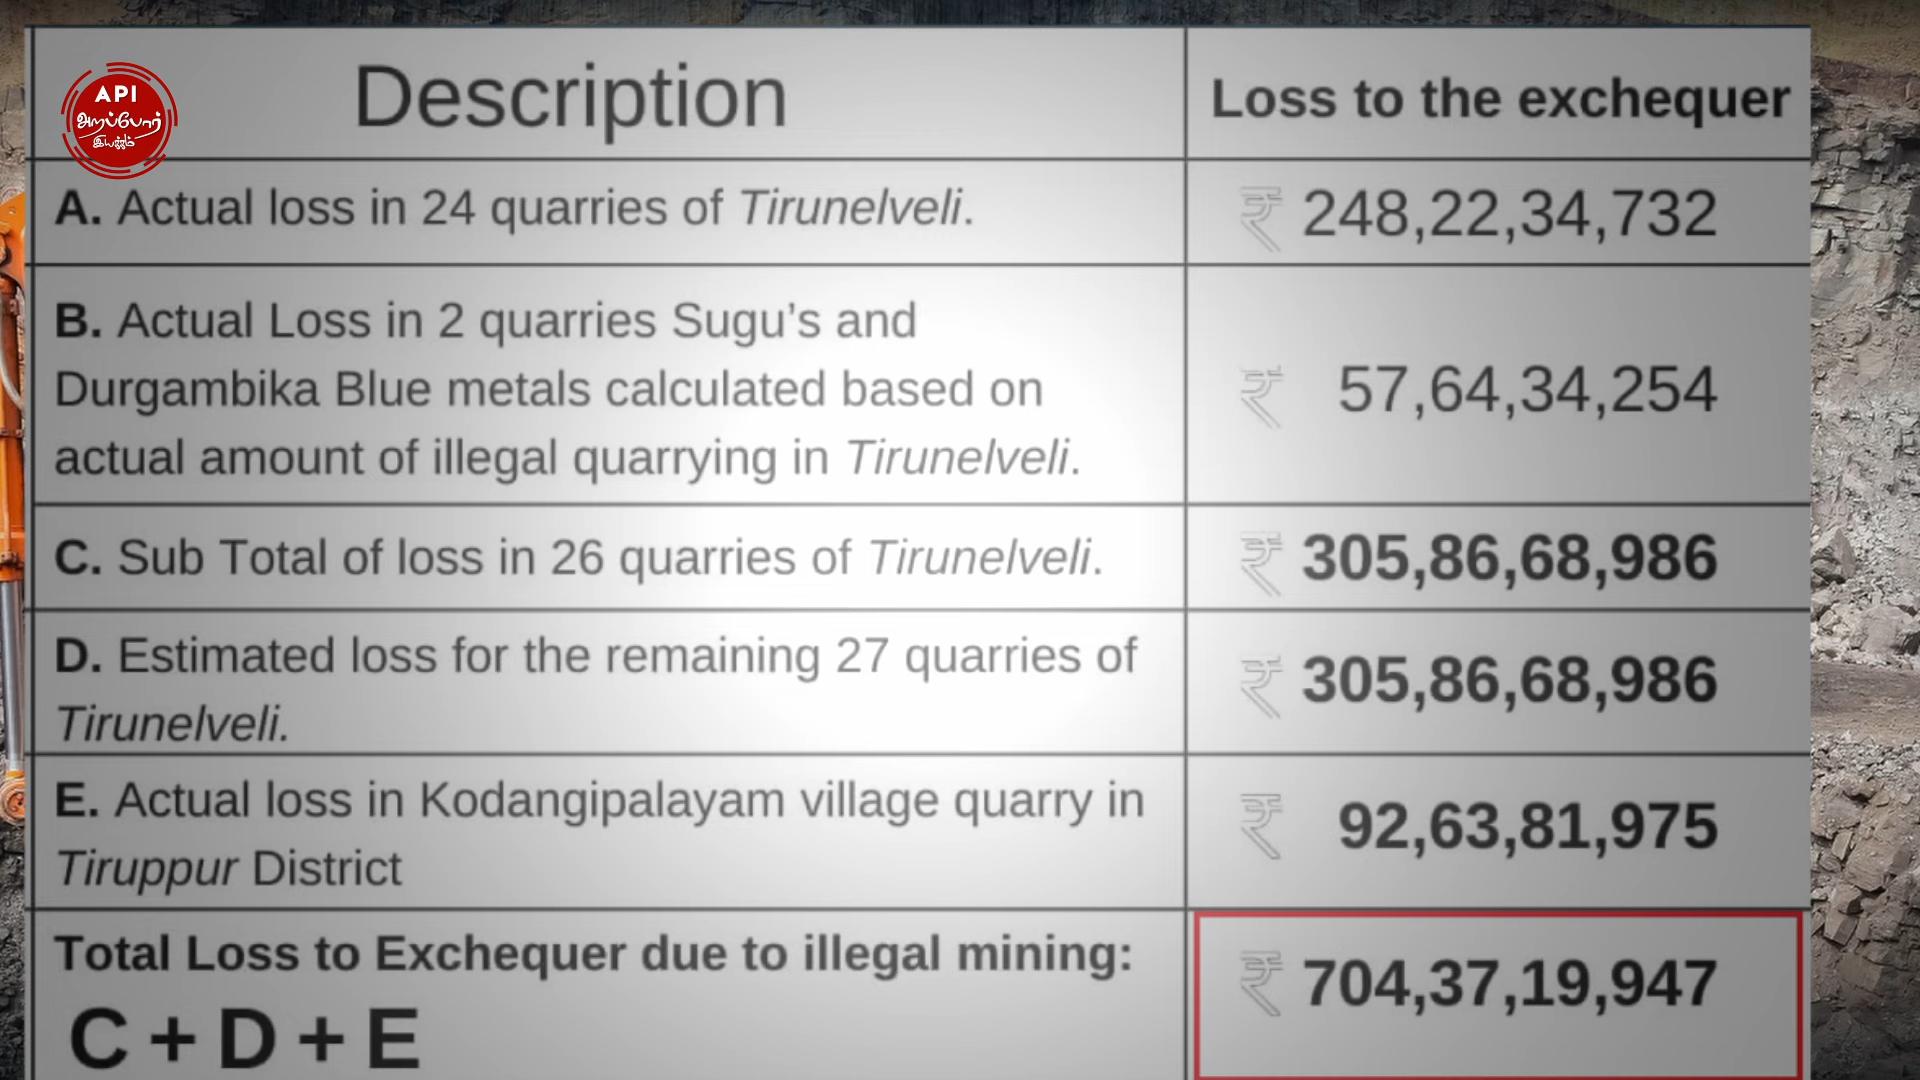 API
அறப்போர்
இயக்கம்
Description
Loss to the exchequer
A. Actual loss in 24 quarries of Tirunelveli.
₹ 248,22,34,732
B. Actual Loss in 2 quarries Sugu’s and
Durgambika Blue metals calculated based on
actual amount of illegal quarrying in Tirunelveli.
₹ 57,64,34,254
C. Sub Total of loss in 26 quarries of Tirunelveli.
₹ 305,86,68,986
D. Estimated loss for the remaining 27 quarries of
Tirunelveli.
₹ 305,86,68,986
E. Actual loss in Kodangipalayam village quarry in
Tiruppur District
₹ 92,63,81,975
Total Loss to Exchequer due to illegal mining:
C + D + E
₹ 704,37,19,947